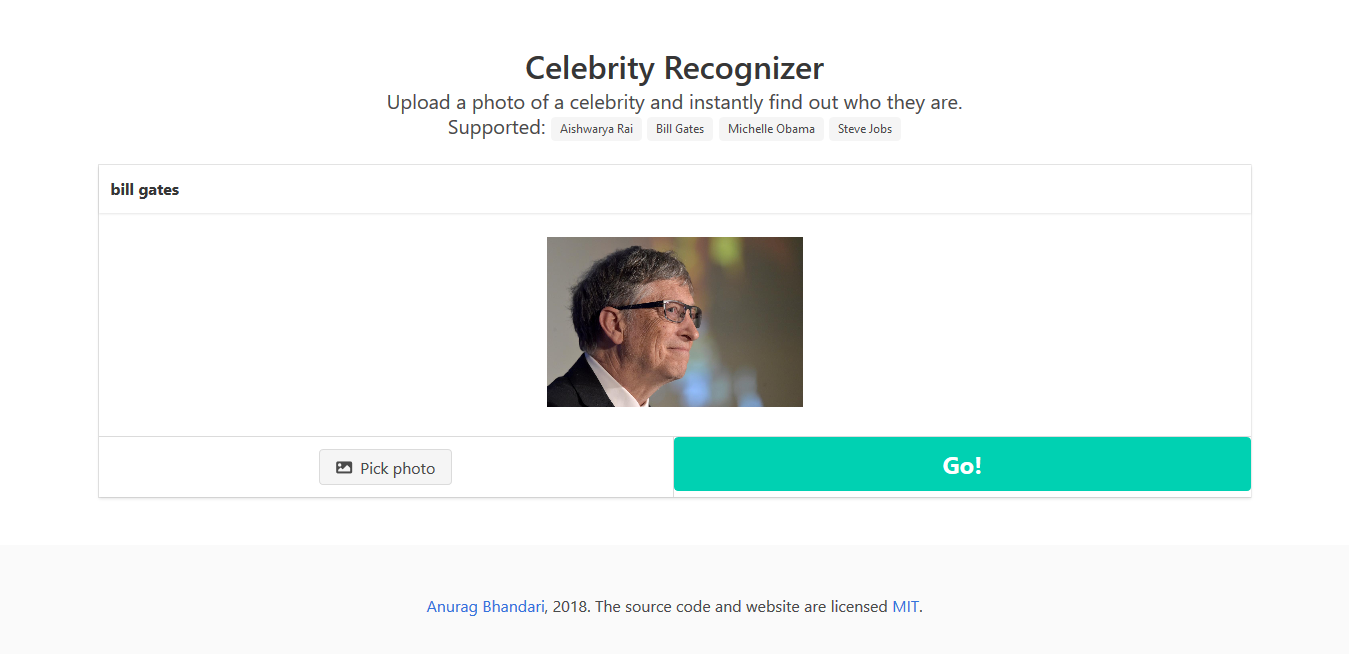 Celebrity Recognizer
Upload a photo of a celebrity and instantly find out who they are.
Supported: Aishwarya Rai Bill Gates Michelle Obama Steve Jobs
bill gates
Pick photo
Go!
Anurag Bhandari, 2018. The source code and website are licensed MIT.